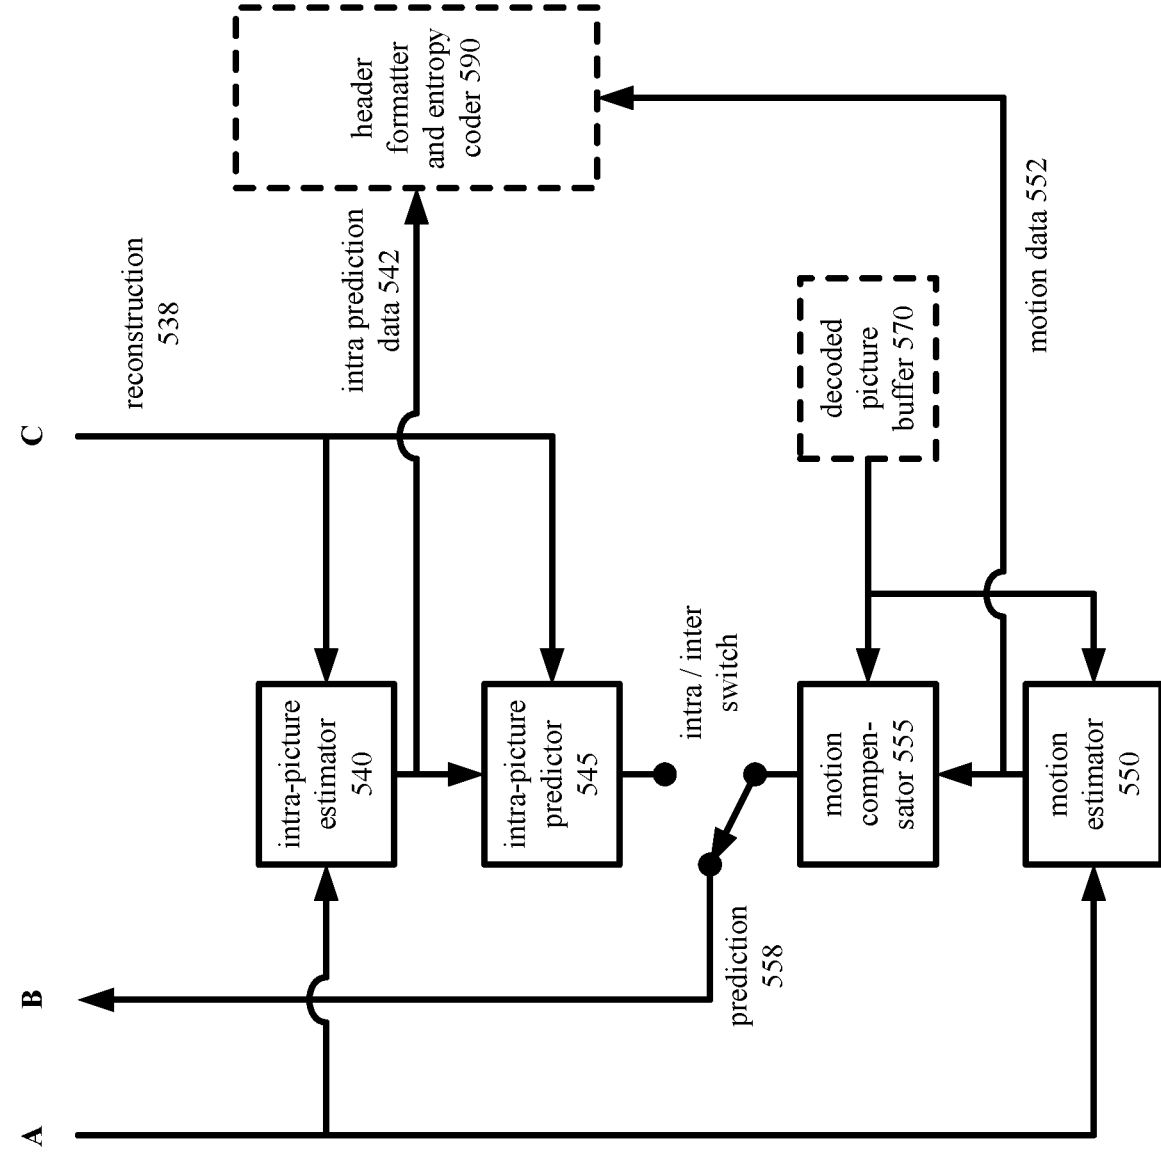 A
B
C
reconstruction
538
header
formatter
and entropy
coder 590
intra prediction
data 542
intra-picture
estimator
540
intra-picture
predictor
545
intra / inter
switch
prediction
558
decoded
picture
buffer 570
motion
compen-
sator 555
motion data 552
motion
estimator
550